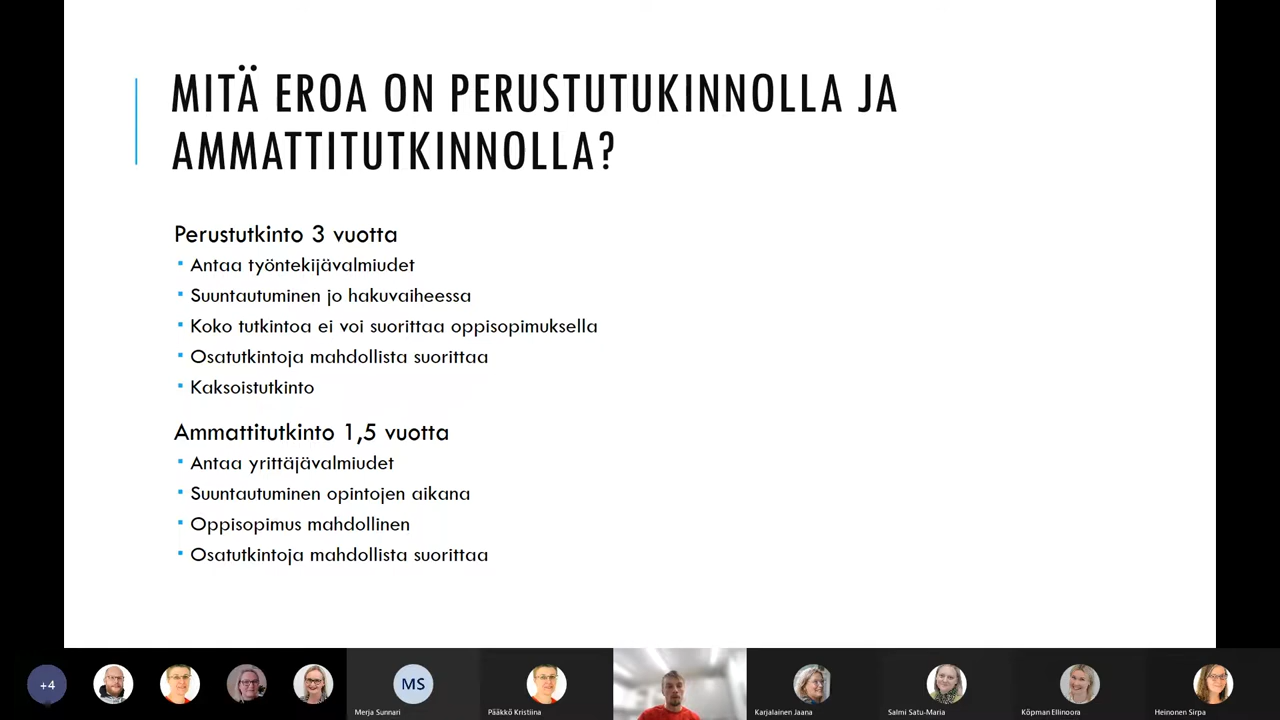 MITÄ EROA ON PERUSTUTUKINNOLLA JA
AMMATTITUTKINNOLLA?
Perustutkinto 3 vuotta
Antaa työntekijävalmiudet
Suuntautuminen jo hakuvaiheessa
Koko tutkintoa ei voi suorittaa oppisopimuksella
Osatutkintoja mahdollista suorittaa
Kaksoistutkinto
Ammattitutkinto 1,5 vuotta
Antaa yrittäjävalmiudet
Suuntautuminen opintojen aikana
Oppisopimus mahdollinen
Osatutkintoja mahdollista suorittaa
+4
MS
Merja Sunnari
Pääkkö Kristiina
Karjalainen Jaana
Salmi Satu-Maria
Köpman Ellinoora
Heinonen Sirpa